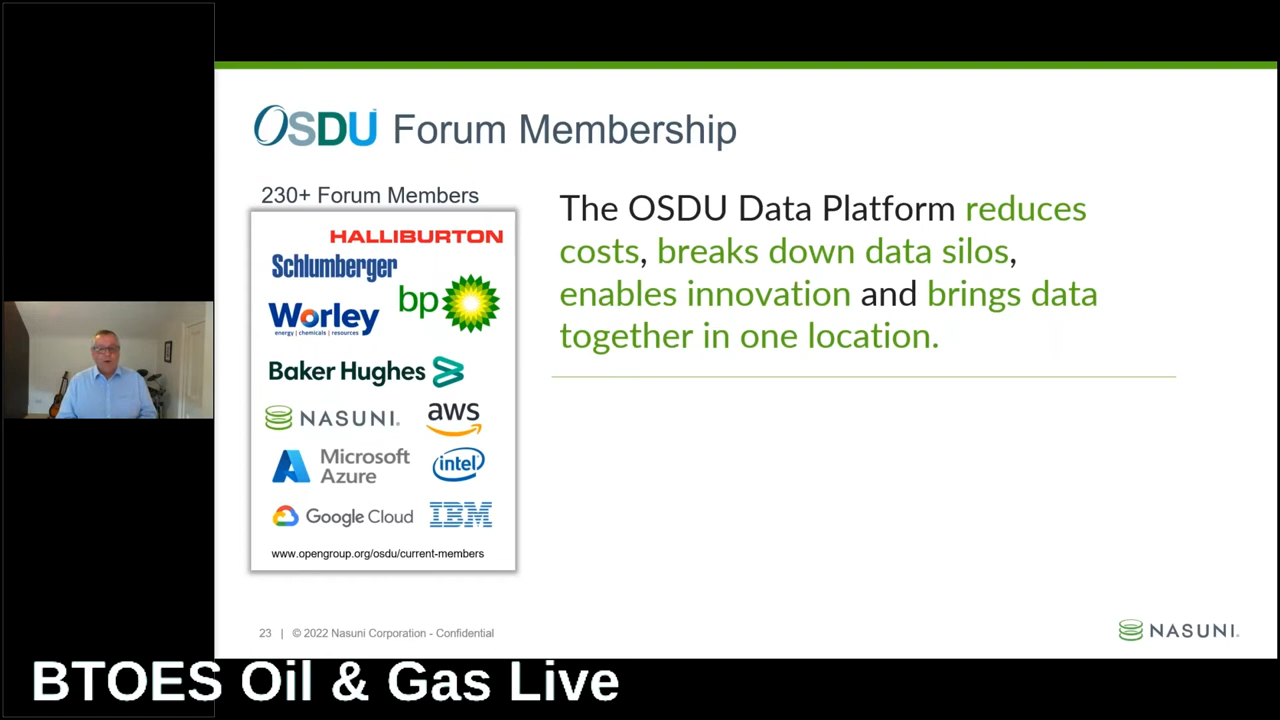 OSDU Forum Membership
230+ Forum Members
HALLIBURTON
Schlumberger
bp
Worley
energy | chemicals | resources
Baker Hughes
NASUNI
aws
Microsoft
Azure
intel
Google Cloud
IBM
www.opengroup.org/osdu/current-members
The OSDU Data Platform reduces
costs, breaks down data silos,
enables innovation and brings data
together in one location.
23 | © 2022 Nasuni Corporation - Confidential
NASUNI
BTOES Oil & Gas Live